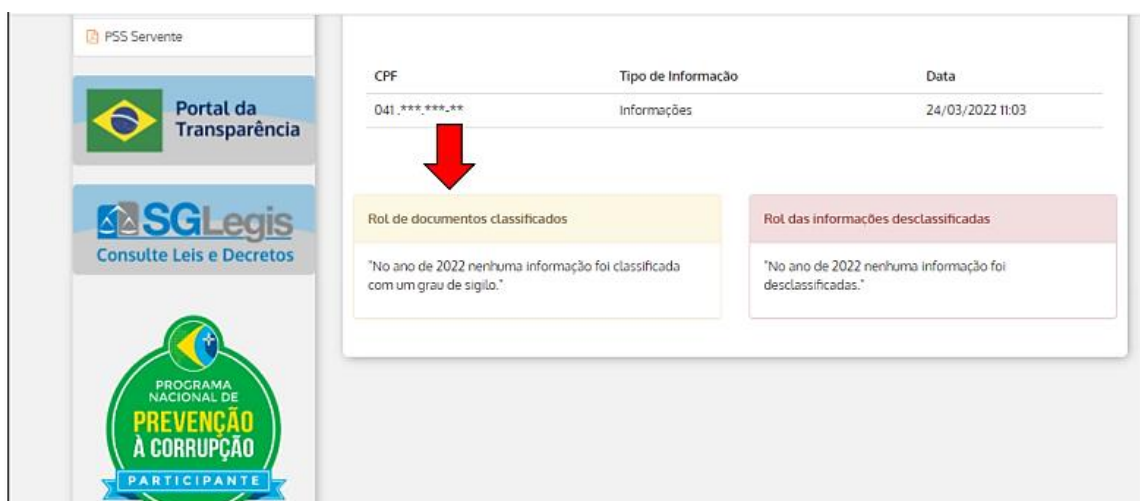 PSS Servente
Portal da
Transparência
SGLegis
Consulte Leis e Decretos
PROGRAMA
NACIONAL DE
PREVENÇÃO
À CORRUPÇÃO
PARTICIPANTE
CPF Tipo de Informação Data
041.***.***-** Informações 24/03/2022 11:03
Rol de documentos classificados
"No ano de 2022 nenhuma informação foi classificada
com um grau de sigilo."
Rol das informações desclassificadas
"No ano de 2022 nenhuma informação foi
desclassificadas."